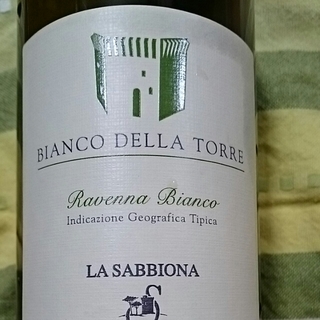 BIANCO DELLA TORRE
Ravenna Bianco
Indicazione Geografica Tipica
LA SABBIONA
S